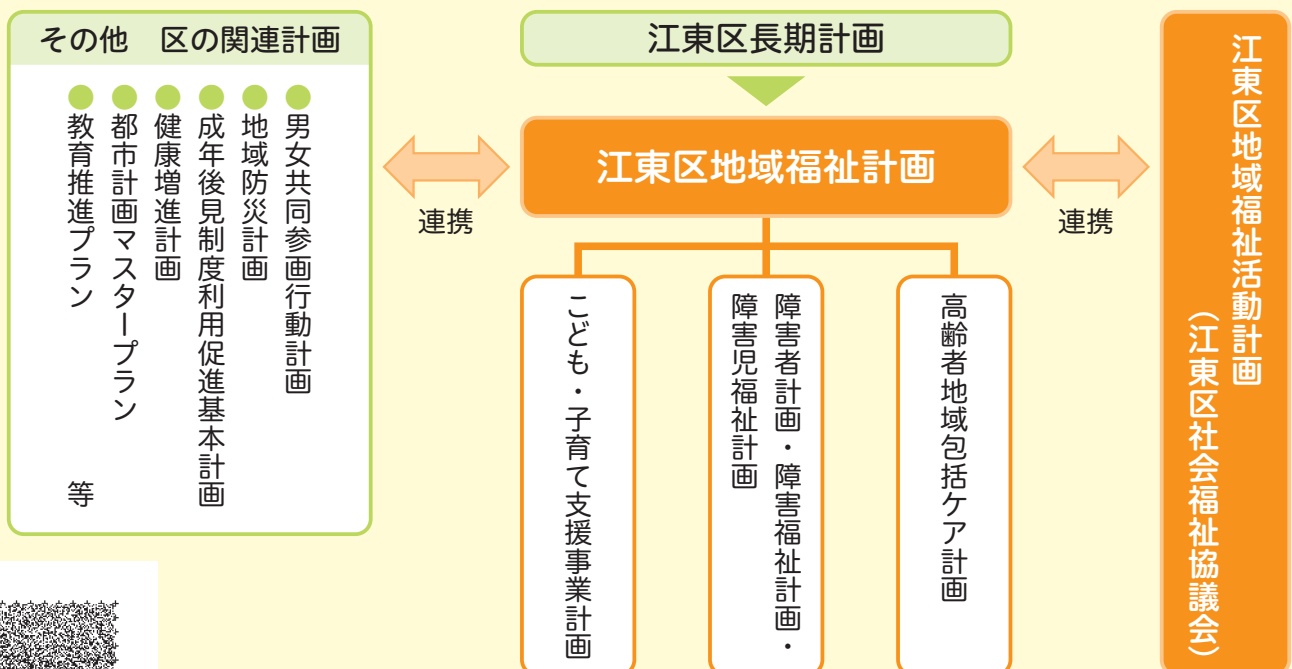 その他　区の関連計画
男女共同参画行動計画
地域防災計画
成年後見制度利用促進基本計画
健康増進計画
都市計画マスタープラン
教育推進プラン　等
江東区長期計画
江東区地域福祉計画
連携
連携
高齢者地域包括ケア計画
障害者計画・障害福祉計画・
障害児福祉計画
こども・子育て支援事業計画
江東区地域福祉活動計画
（江東区社会福祉協議会）